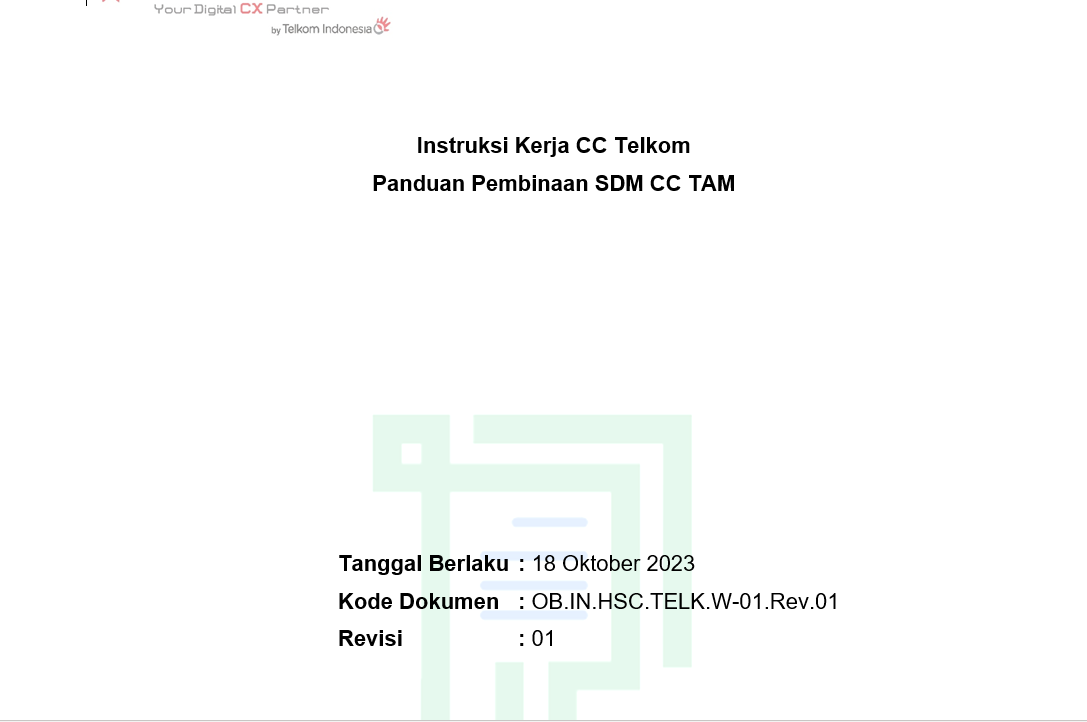 Your Digital CX Partner
by Telkom Indonesia
Instruksi Kerja CC Telkom
Panduan Pembinaan SDM CC TAM
Tanggal Berlaku : 18 Oktober 2023
Kode Dokumen : OB.IN.HSC.TELK.W-01.Rev.01
Revisi : 01